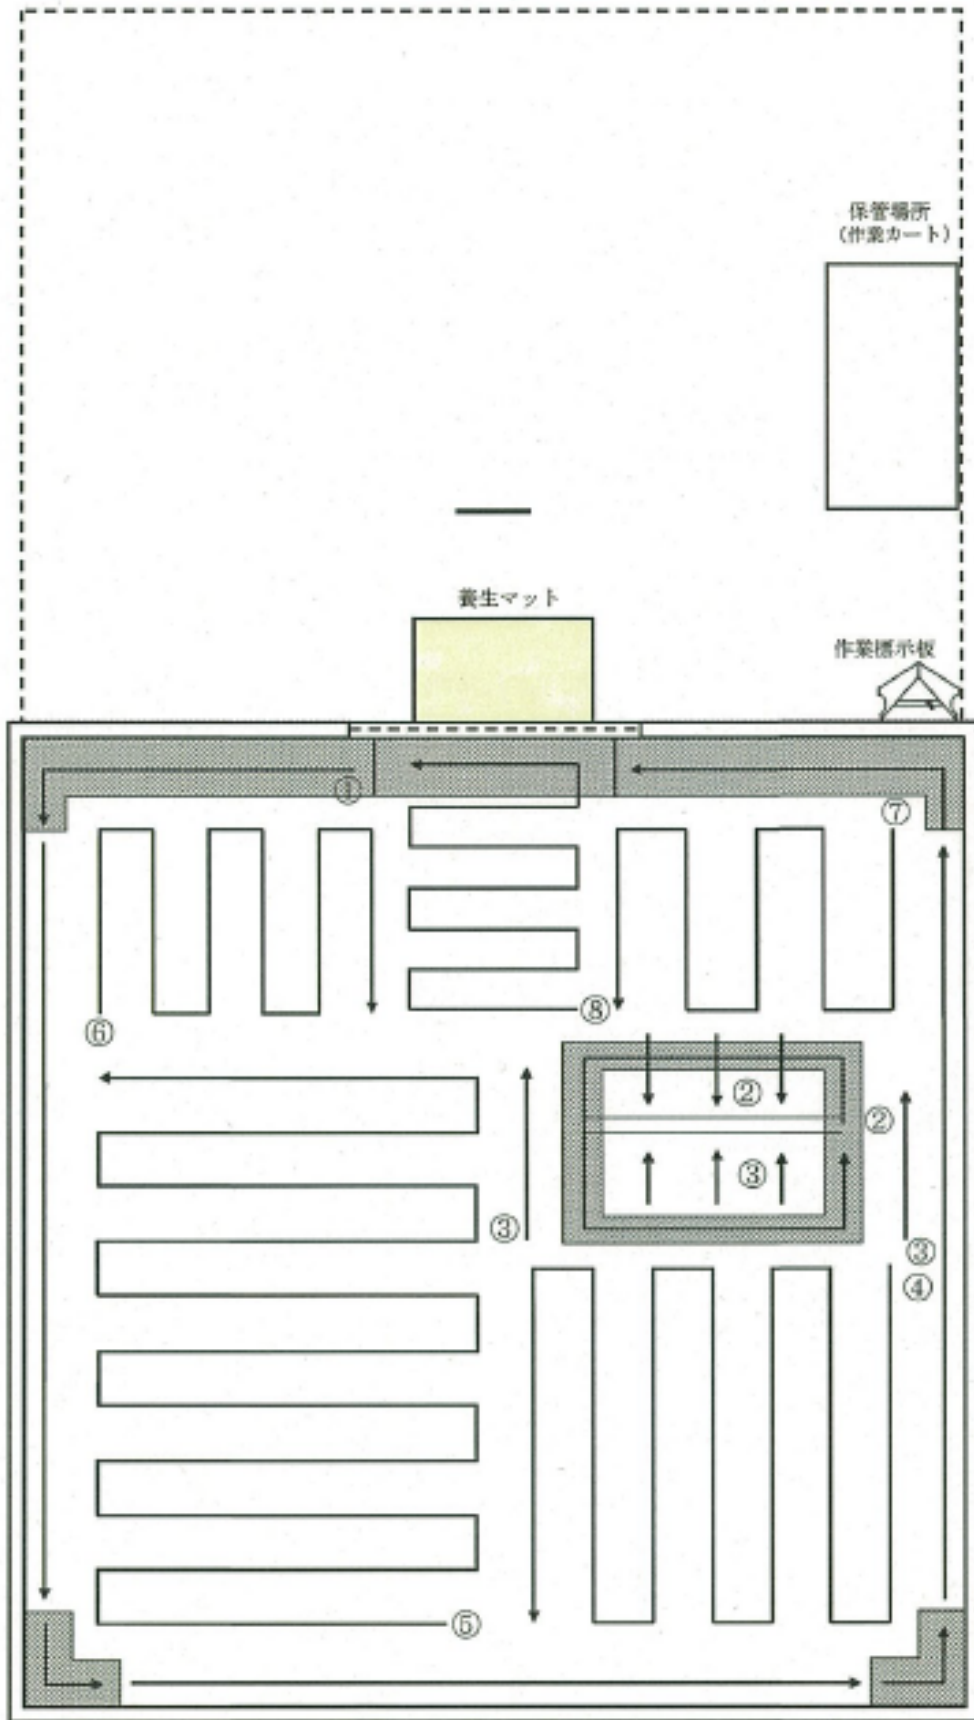 保管場所
(作業カート)
養生マット
作業標示板
①
⑦
⑥
⑧
②
②
③
③
③
④
⑤